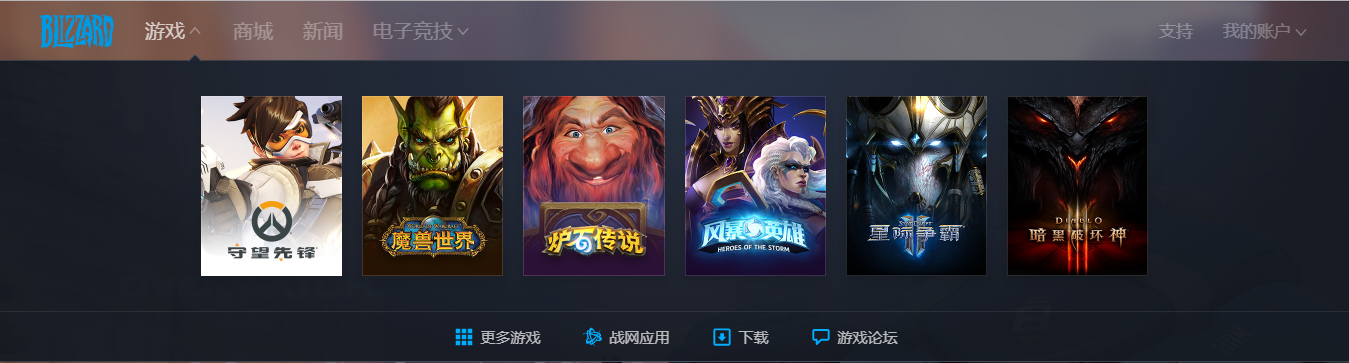 BLIZZARD 游戏 商城 新闻 电子竞技 支持 我的账户
守望先锋
WORLD OF WARCRAFT
魔兽世界
炉石传说
风暴英雄
HEROES OF THE STORM
STARCRAFT II
星际争霸
DIABLO III
暗黑破坏神
更多游戏 战网应用 下载 游戏论坛